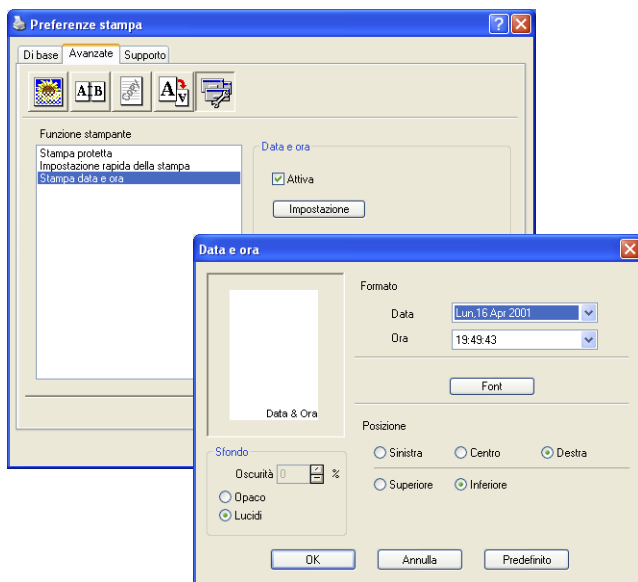 Preferenze stampa
Di base Avanzate Supporto
A B
A
Funzione stampante
Stampa protetta
Impostazione rapida della stampa
Stampa data e ora
Data e ora
Attiva
Impostazione
Data e ora
Data & Ora
Formato
Data Lun,16 Apr 2001
Ora 19:49:43
Font
Posizione
Sinistra Centro Destra
Superiore Inferiore
Sfondo
Oscurità 0 %
Opaco
Lucidi
OK Annulla Predefinito